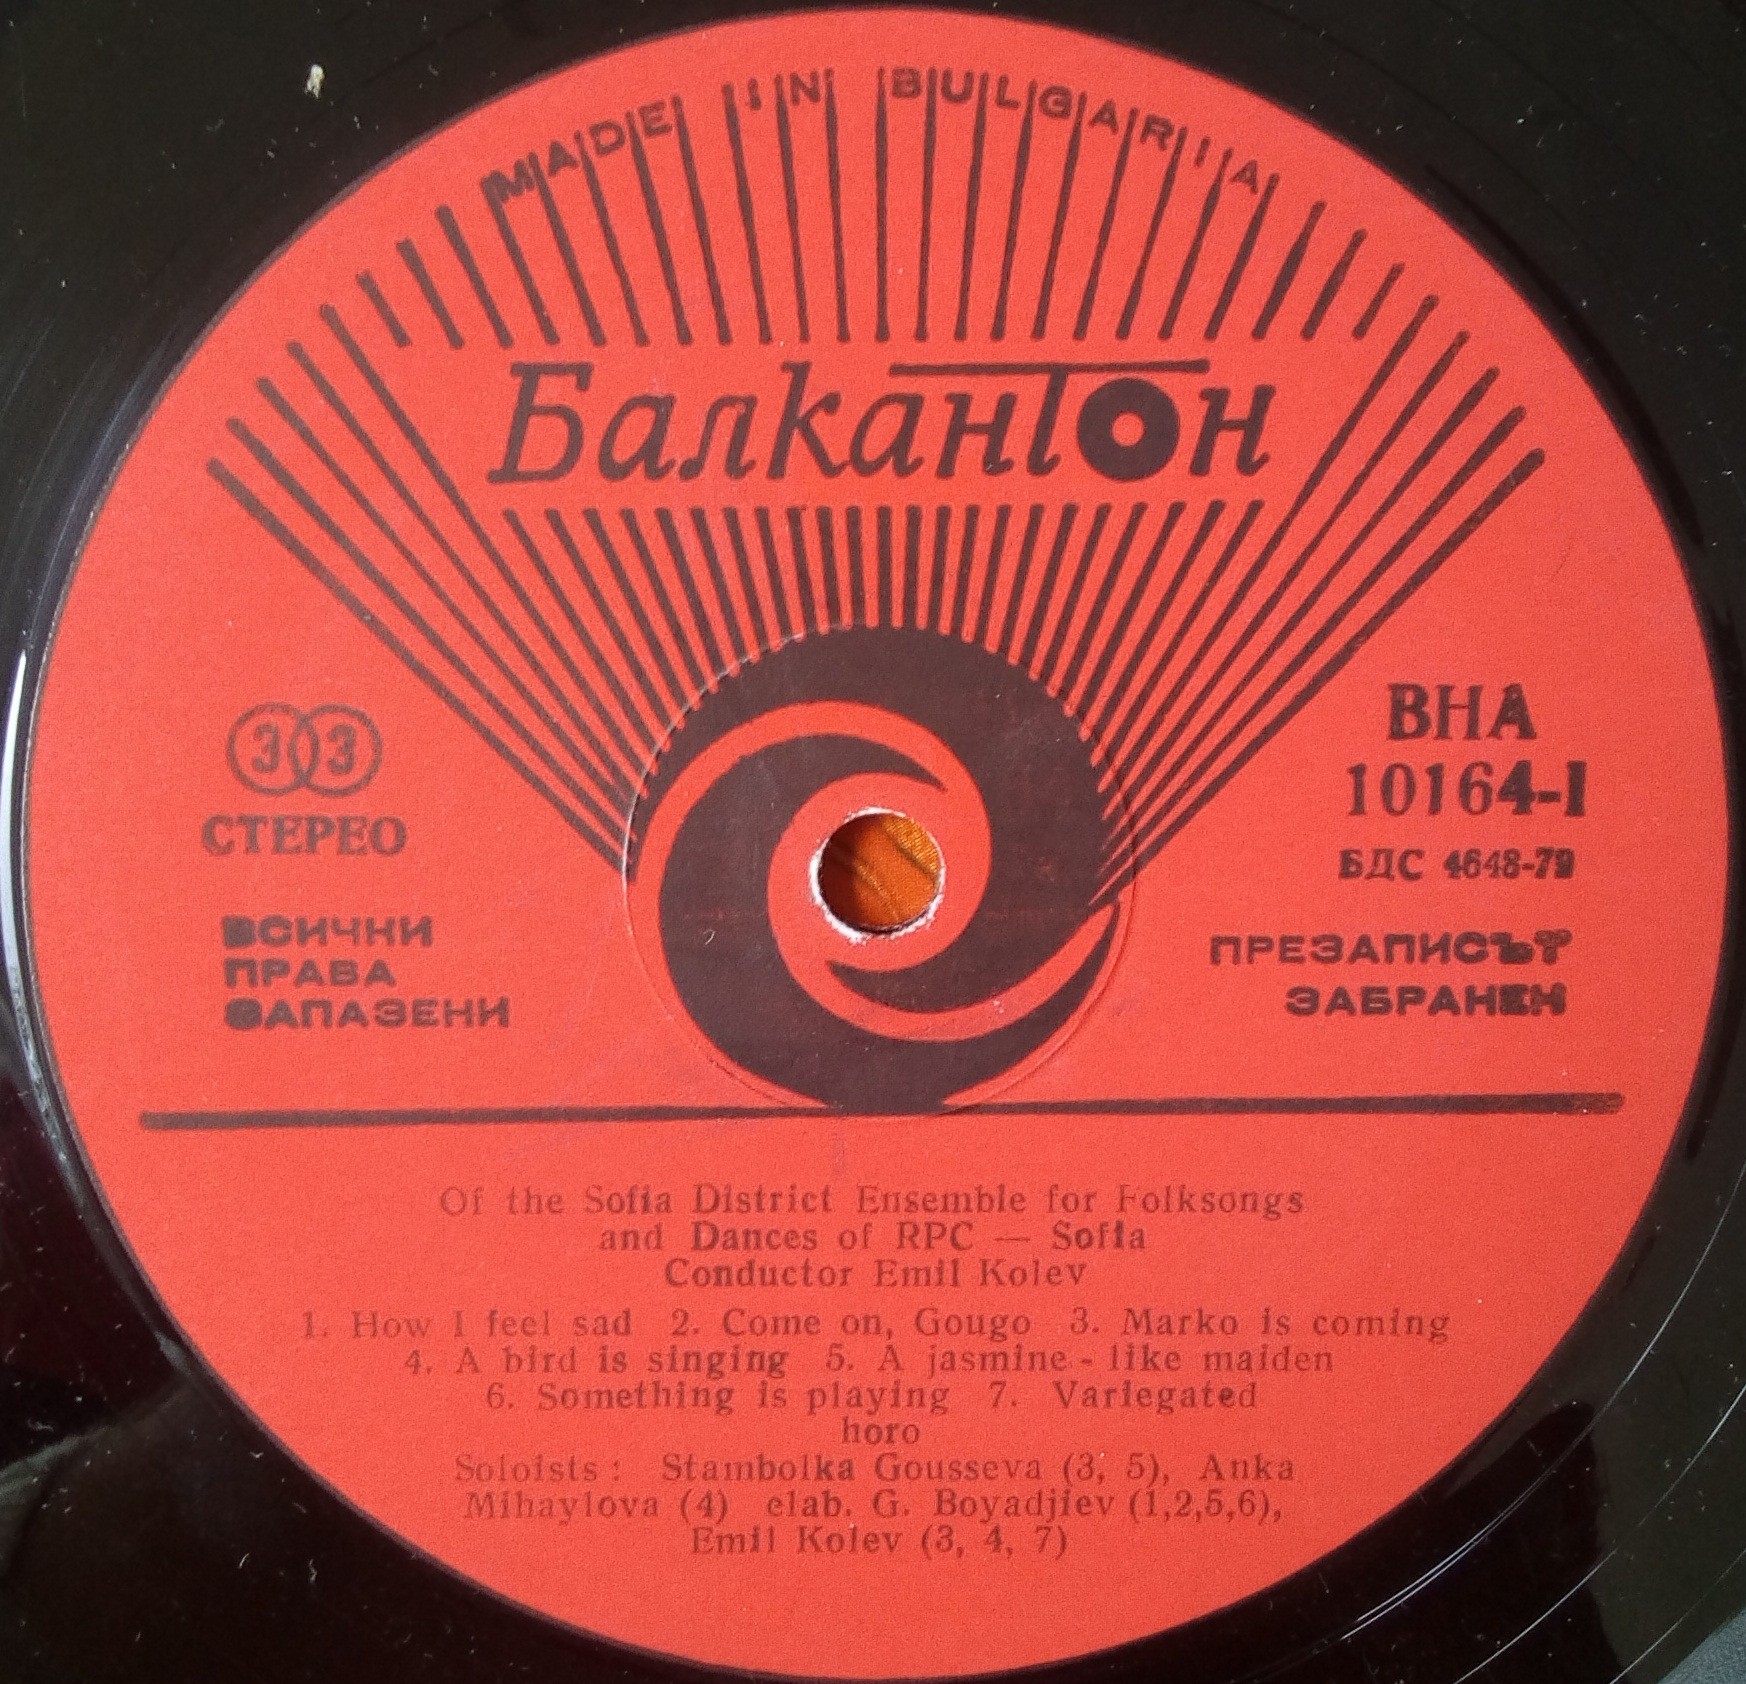 MADE IN BULGARIA
Балкантон
33
СТЕРЕО
ВСИЧНИ
ПРАВА
ЗАПАЗЕНИ
ВНА
10164-I
БДС 4648-79
ПРЕЗАПИСЪТ
ЗАБРАНЕН
Of the Sofia District Ensemble for Folksongs
and Dances of RPC — Sofia
Conductor Emil Kolev
1. How I feel sad 2. Come on, Gougo 3. Marko is coming
4. A bird is singing 5. A jasmine - like maiden
6. Something is playing 7. Variegated
horo
Soloists : Stambolka Gousseva (3, 5), Anka
Mihaylova (4) elab. G. Boyadjiev (1,2,5,6),
Emil Kolev (3, 4, 7)